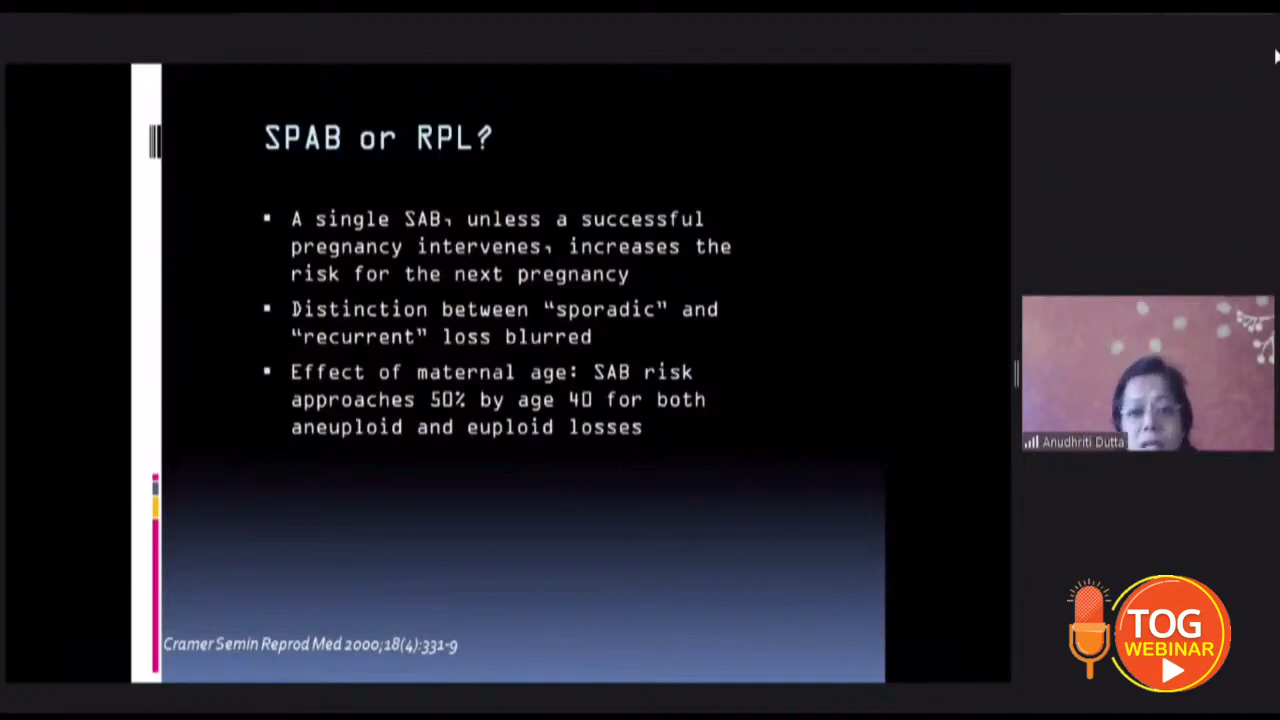 SPAB or RPL?
A single SAB, unless a successful
pregnancy intervenes, increases the
risk for the next pregnancy
Distinction between “sporadic” and
“recurrent” loss blurred
Effect of maternal age: SAB risk
approaches 50% by age 40 for both
aneuploid and euploid losses
Cramer Semin Reprod Med 2000;18(4):331-9
Anudhriti Dutta
TOG
WEBINAR